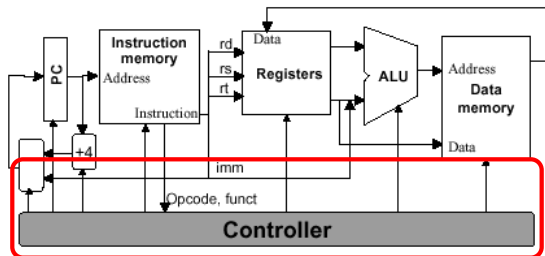 PC
Instruction
memory
Address
Instruction
+4
rd
rs
rt
imm
Opcode, funct
Data
Registers
ALU
Address
Data
memory
Data
Controller